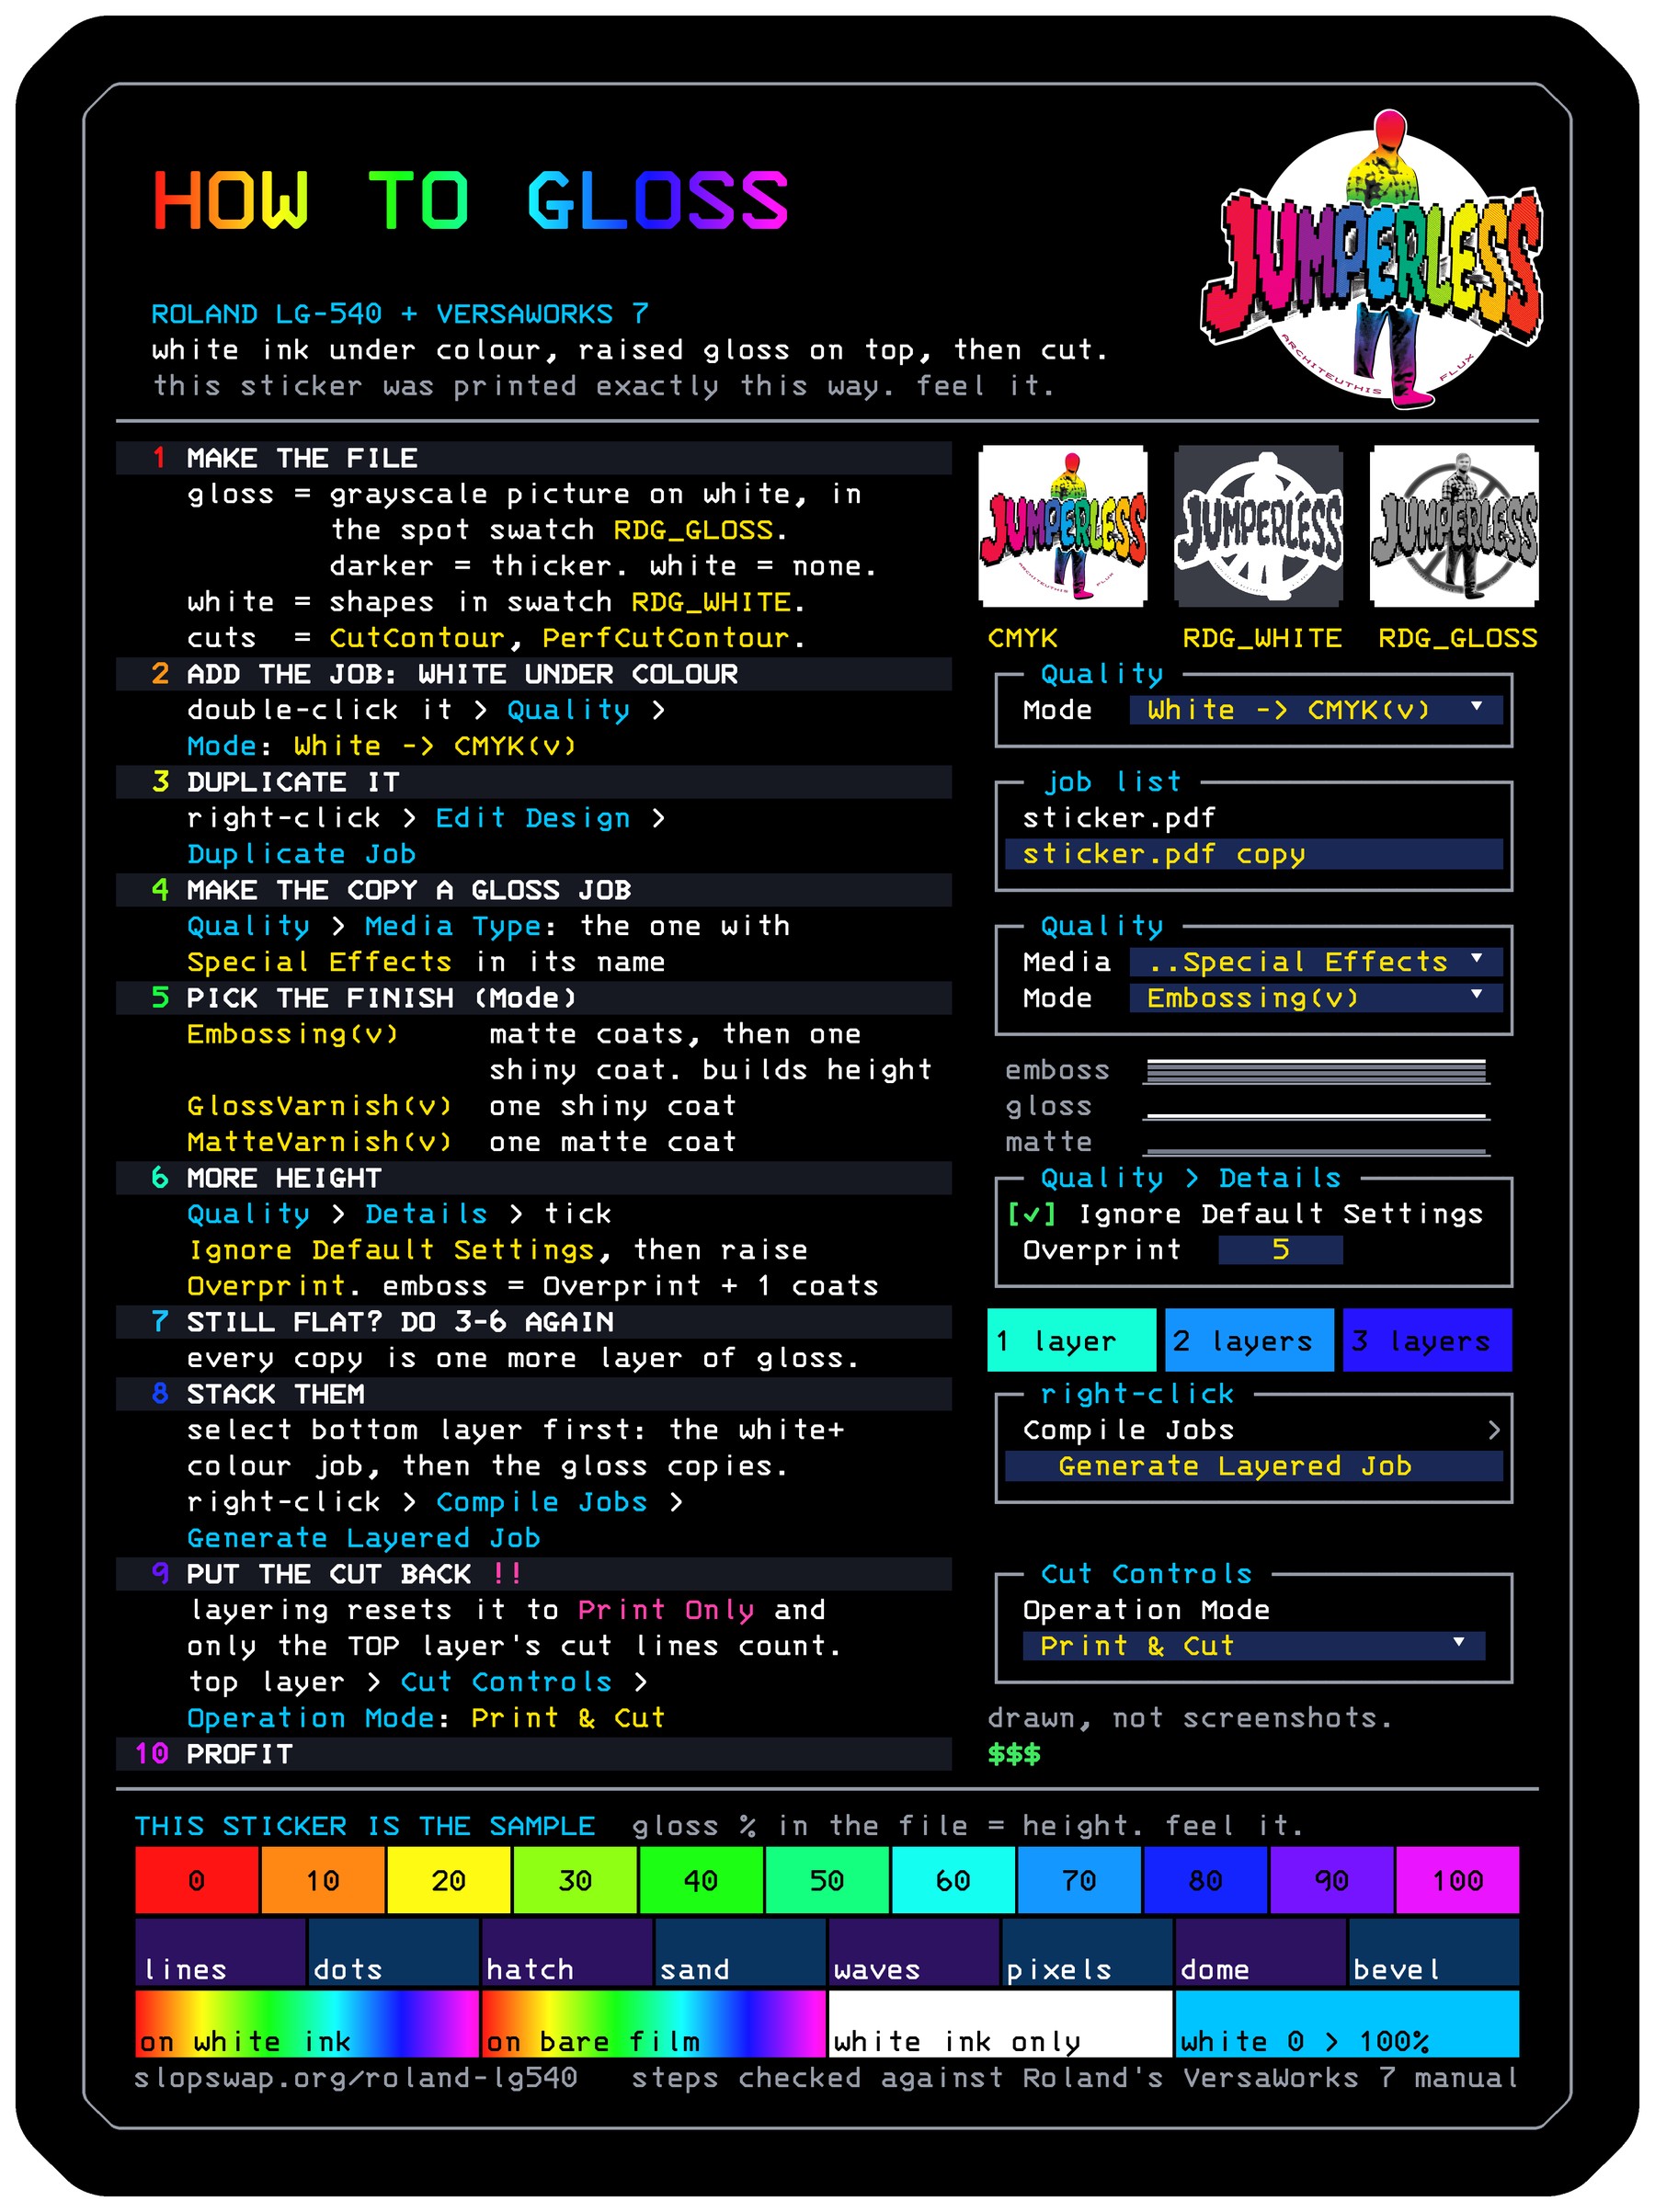 HOW TO GLOSS
JUMPERLESS
ARCHITEUTHIS FLUX
ROLAND LG-540 + VERSAWORKS 7
white ink under colour, raised gloss on top, then cut.
this sticker was printed exactly this way. feel it.
1 MAKE THE FILE
gloss = grayscale picture on white, in
the spot swatch RDG_GLOSS.
darker = thicker. white = none.
white = shapes in swatch RDG_WHITE.
cuts = CutContour, PerfCutContour.
JUMPERLESS
ARCHITEUTHIS FLUX
JUMPERLESS
JUMPERLESS
CMYK RDG_WHITE RDG_GLOSS
2 ADD THE JOB: WHITE UNDER COLOUR
double-click it > Quality >
Mode: White -> CMYK(v)
Quality
Mode White -> CMYK(v)
3 DUPLICATE IT
right-click > Edit Design >
Duplicate Job
job list
sticker.pdf
sticker.pdf copy
4 MAKE THE COPY A GLOSS JOB
Quality > Media Type: the one with
Special Effects in its name
Quality
Media ..Special Effects
Mode Embossing(v)
5 PICK THE FINISH (Mode)
Embossing(v) matte coats, then one
shiny coat. builds height
GlossVarnish(v) one shiny coat
MatteVarnish(v) one matte coat
emboss
gloss
matte
6 MORE HEIGHT
Quality > Details > tick
Ignore Default Settings, then raise
Overprint. emboss = Overprint + 1 coats
Quality > Details
[✓] Ignore Default Settings
Overprint 5
7 STILL FLAT? DO 3-6 AGAIN
every copy is one more layer of gloss.
1 layer 2 layers 3 layers
8 STACK THEM
select bottom layer first: the white+
colour job, then the gloss copies.
right-click > Compile Jobs >
Generate Layered Job
right-click
Compile Jobs >
Generate Layered Job
9 PUT THE CUT BACK !!
layering resets it to Print Only and
only the TOP layer's cut lines count.
top layer > Cut Controls >
Operation Mode: Print & Cut
Cut Controls
Operation Mode
Print & Cut
drawn, not screenshots.
10 PROFIT
$$$
THIS STICKER IS THE SAMPLE gloss % in the file = height. feel it.
0 10 20 30 40 50 60 70 80 90 100
lines dots hatch sand waves pixels dome bevel
on white ink on bare film white ink only white 0 > 100%
slopswap.org/roland-lg540 steps checked against Roland's VersaWorks 7 manual